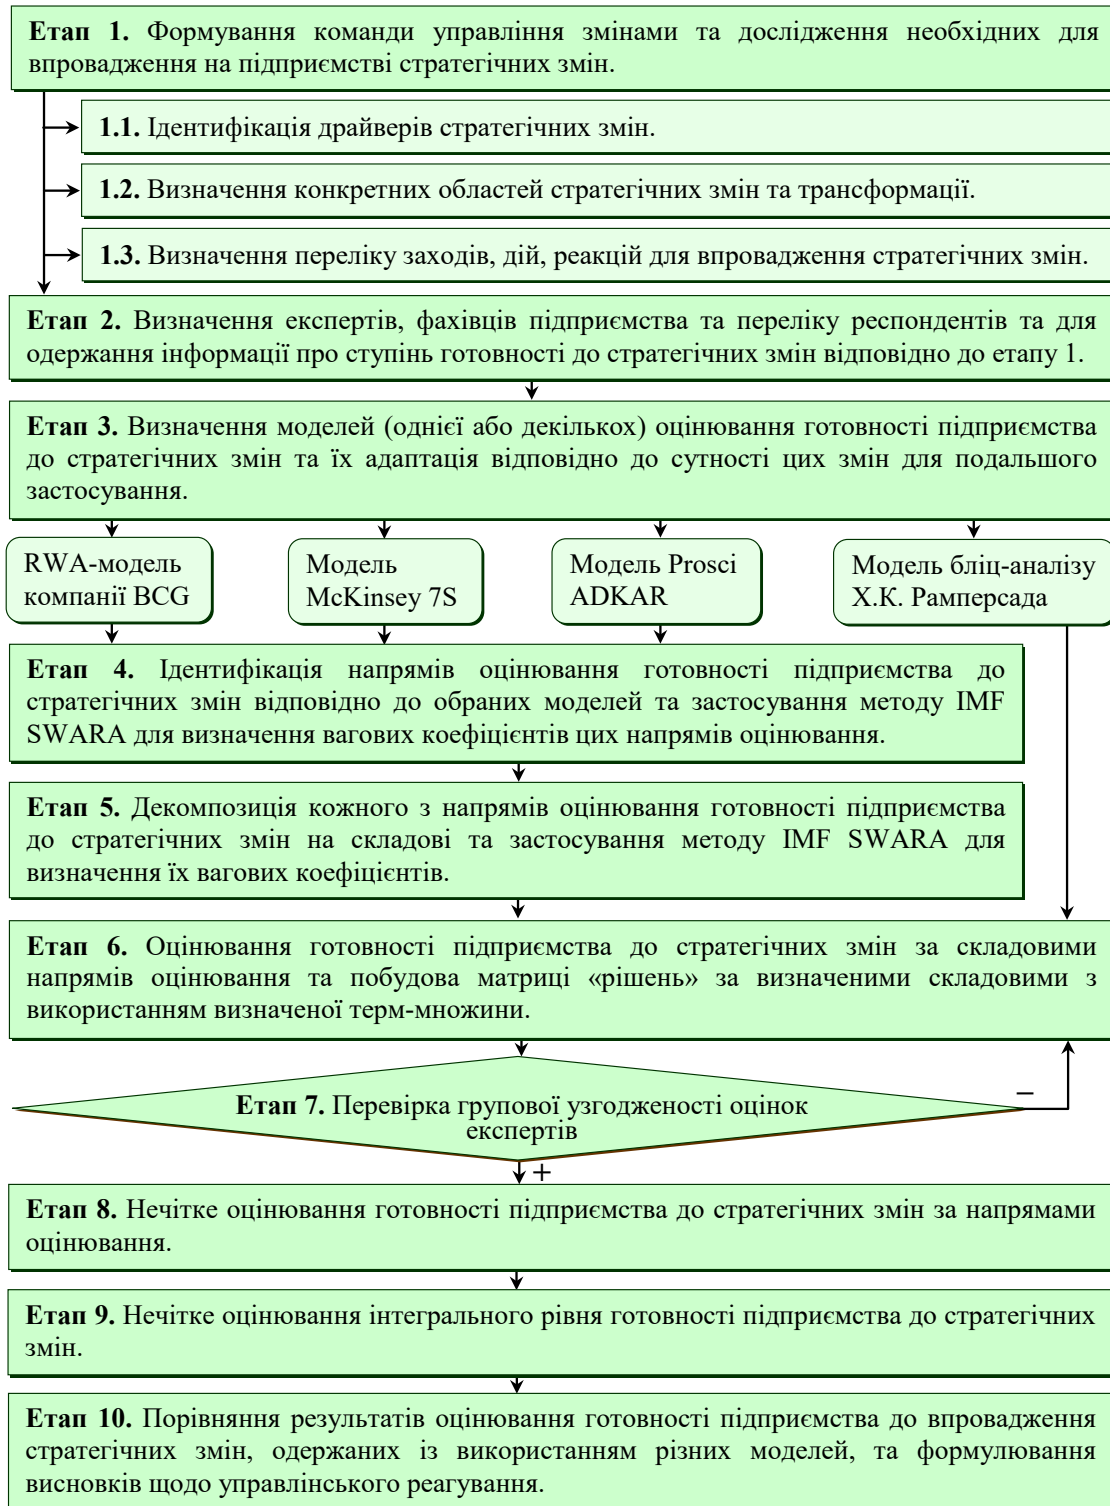 Етап 1. Формування команди управління змінами та дослідження необхідних для
впровадження на підприємстві стратегічних змін.
1.1. Ідентифікація драйверів стратегічних змін.
1.2. Визначення конкретних областей стратегічних змін та трансформації.
1.3. Визначення переліку заходів, дій, реакцій для впровадження стратегічних змін.
Етап 2. Визначення експертів, фахівців підприємства та переліку респондентів та для
одержання інформації про ступінь готовності до стратегічних змін відповідно до етапу 1.
Етап 3. Визначення моделей (однієї або декількох) оцінювання готовності підприємства
до стратегічних змін та їх адаптація відповідно до сутності цих змін для подальшого
застосування.
RWA-модель
компанії BCG
Модель
McKinsey 7S
Модель Prosci
ADKAR
Модель бліц-аналізу
Х.К. Рамперсада
Етап 4. Ідентифікація напрямів оцінювання готовності підприємства до
стратегічних змін відповідно до обраних моделей та застосування методу IMF
SWARA для визначення вагових коефіцієнтів цих напрямів оцінювання.
Етап 5. Декомпозиція кожного з напрямів оцінювання готовності підприємства
до стратегічних змін на складові та застосування методу IMF SWARA для
визначення їх вагових коефіцієнтів.
Етап 6. Оцінювання готовності підприємства до стратегічних змін за складовими
напрямів оцінювання та побудова матриці «рішень» за визначеними складовими з
використанням визначеної терм-множини.
Етап 7. Перевірка групової узгодженості оцінок
експертів
–
+
Етап 8. Нечітке оцінювання готовності підприємства до стратегічних змін за напрямами
оцінювання.
Етап 9. Нечітке оцінювання інтегрального рівня готовності підприємства до стратегічних
змін.
Етап 10. Порівняння результатів оцінювання готовності підприємства до впровадження
стратегічних змін, одержаних із використанням різних моделей, та формулювання
висновків щодо управлінського реагування.